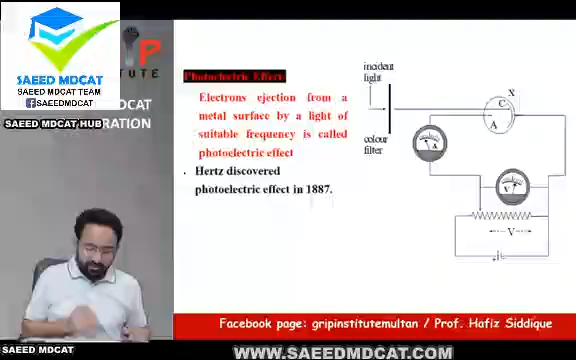 SAEED MDCAT
SAEED MDCAT TEAM
f @SAEEDMDCAT
P
TUTE
DCAT
SAEED MDCAT HUB
RATION
Photoelectric Effect:
Electrons ejection from a
metal surface by a light of
suitable frequency is called
photoelectric effect
. Hertz discovered
photoelectric effect in 1887.
incident
light
X
C
A
colour
filter
A
V
V
SAEED MDCAT
Facebook page: gripinstitutemultan / Prof. Hafiz Siddique
WWW.SAEEDMDCAT.COM